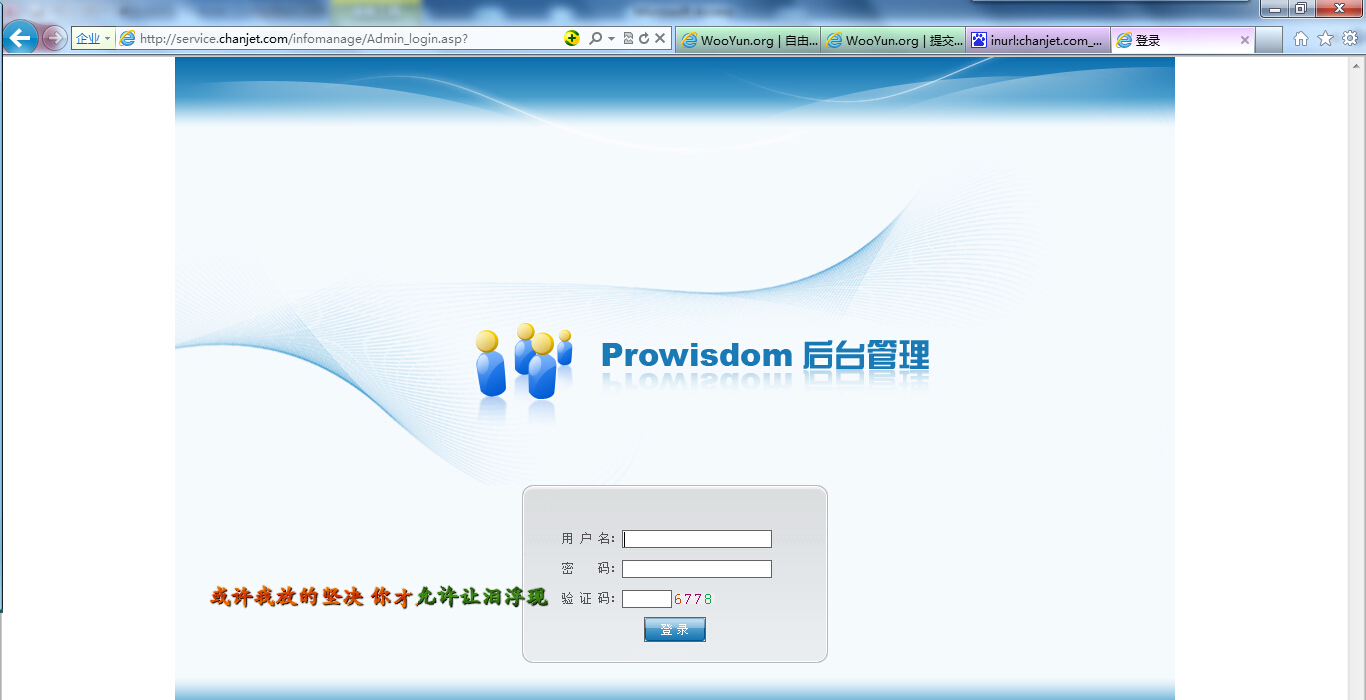 企业
http://service.chanjet.com/infomanage/Admin_login.asp?
WooYun.org | 自由...
WooYun.org | 提交...
inurl:chanjet.com_...
登录
Prowisdom 后台管理
用户名:
密 码:
验证码: 6778
或许我放的坚决 你才允许让泪浮现
登录